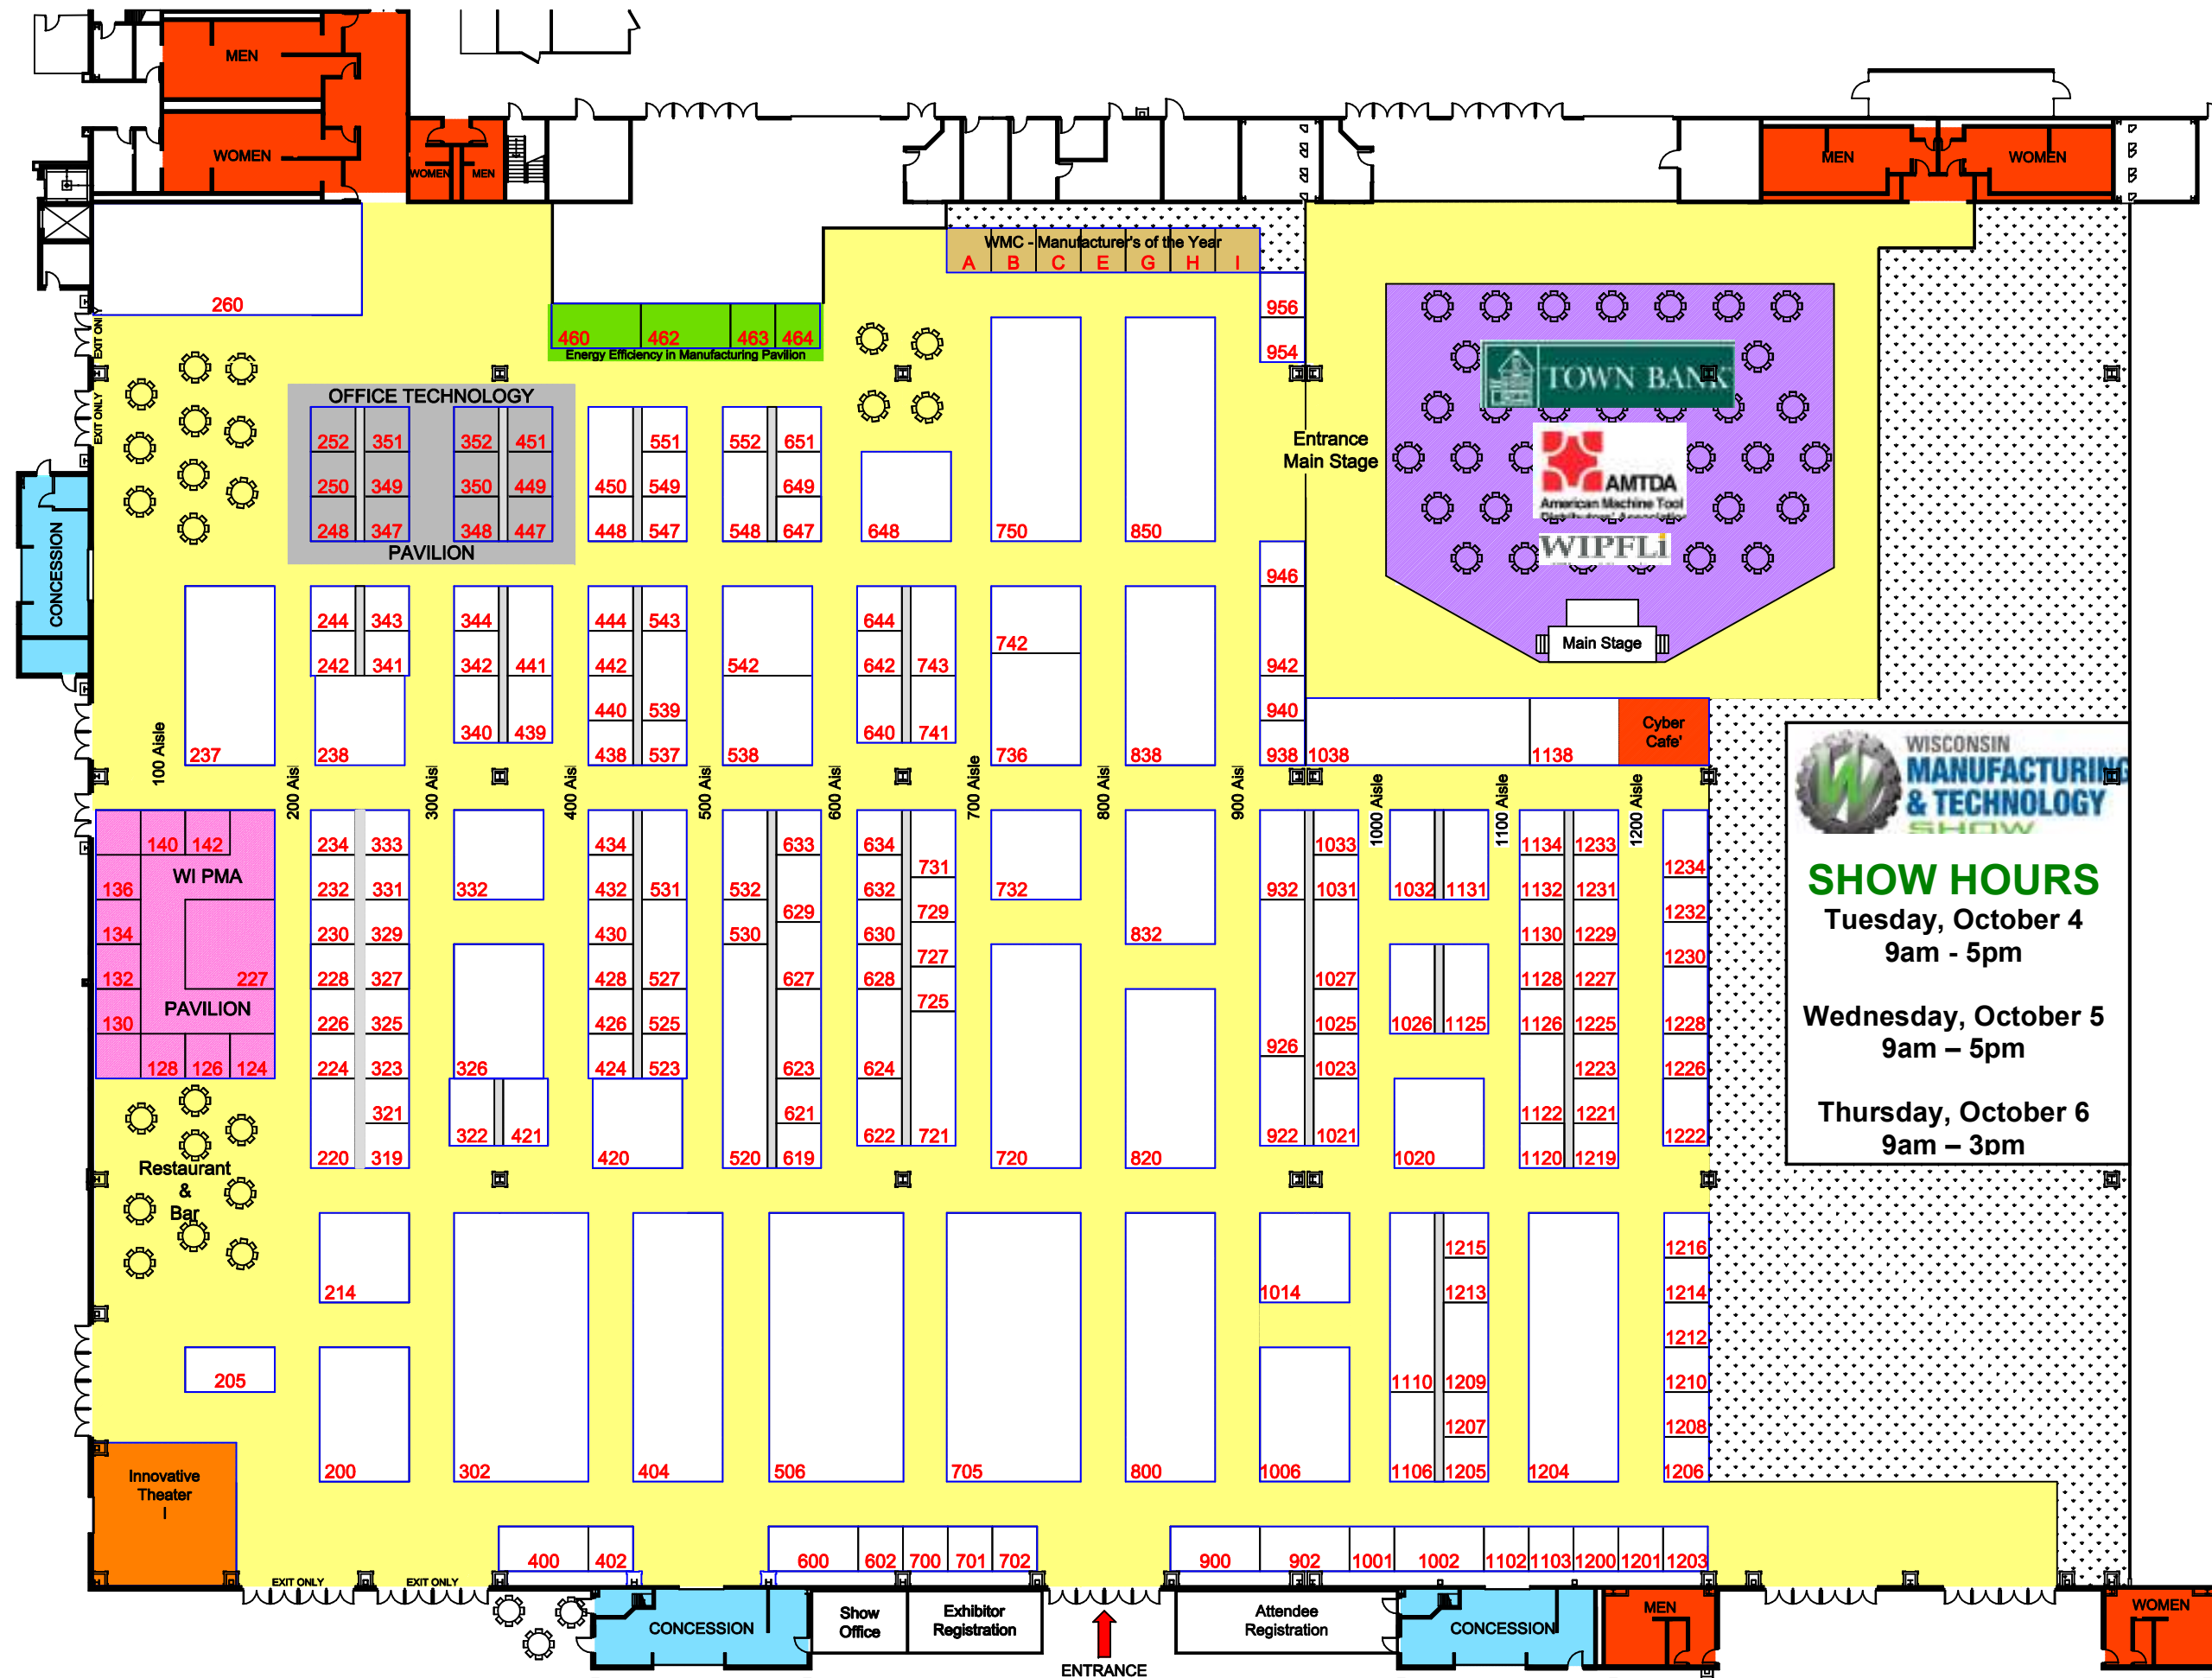 MEN
WOMEN
WOMEN
MEN
MEN
WOMEN
WMC - Manufacturer's of the Year
A B C E G H I
260
956
954
460 462 463 464
Energy Efficiency in Manufacturing Pavilion
EXIT ONLY
EXIT ONLY
OFFICE TECHNOLOGY
252 351 352 451 551 552 651
250 349 350 449 450 549 649
248 347 348 447 448 547 548 647 648 750 850
PAVILION
TOWN BANK
Entrance
Main Stage
AMTDA
American Machine Tool
Distributors' Association
WIPFLi
Main Stage
CONCESSION
946
244 343 344 444 543 644
742
242 341 342 441 442 542 642 743 942
440 539 940
340 439 640 741
237 238 438 537 538 736 838 938 1038 1138
Cyber
Cafe'
100 Aisle
200 Aisl
300 Aisl
400 Aisl
500 Aisl
600 Aisl
700 Aisle
800 Aisl
900 Aisl
1000 Aisle
1100 Aisle
1200 Aisle
WISCONSIN
MANUFACTURING
& TECHNOLOGY
SHOW
SHOW HOURS
Tuesday, October 4
9am - 5pm
Wednesday, October 5
9am – 5pm
Thursday, October 6
9am – 3pm
140 142 234 333 434 633 634 1033 1134 1233
WI PMA
731 1234
136 232 331 332 432 531 532 632 732 932 1031 1032 1131 1132 1231
629 729 1232
134 230 329 430 530 630 832 1130 1229
727 1230
132 227 228 327 428 527 627 628 1027 1128 1227
725
PAVILION
130 226 325 426 525 1025 1026 1125 1126 1225 1228
926
128 126 124 224 323 326 424 523 623 624 1023 1223 1226
321 621 1122 1221
322 421 622 721 922 1021 1222
220 319 420 520 619 720 820 1020 1120 1219
Restaurant
&
Bar
1215 1216
214 1014 1213 1214
1212
205 1110 1209 1210
1207 1208
200 302 404 506 705 800 1006 1106 1205 1204 1206
Innovative
Theater
I
400 402 600 602 700 701 702 900 902 1001 1002 1102 1103 1200 1201 1203
EXIT ONLY
EXIT ONLY
CONCESSION
Show
Office
Exhibitor
Registration
ENTRANCE
Attendee
Registration
CONCESSION
MEN
WOMEN